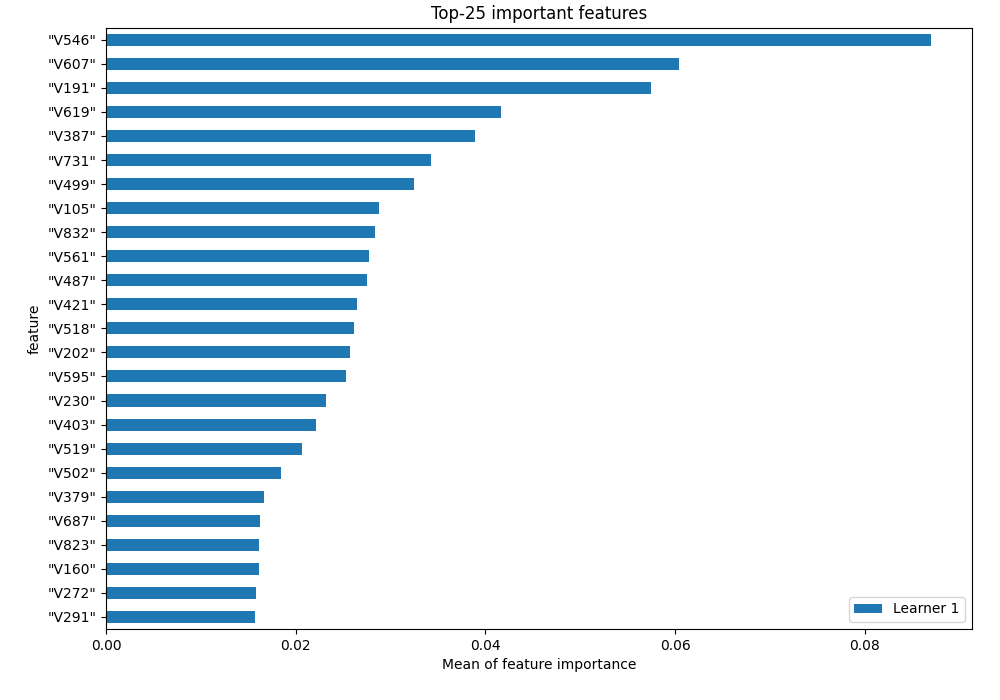 Top-25 important features
"V546"
"V607"
"V191"
"V619"
"V387"
"V731"
"V499"
"V105"
"V832"
"V561"
"V487"
"V421"
"V518"
"V202"
"V595"
"V230"
"V403"
"V519"
"V502"
"V379"
"V687"
"V823"
"V160"
"V272"
"V291"
feature
Learner 1
0.00 0.02 0.04 0.06 0.08
Mean of feature importance